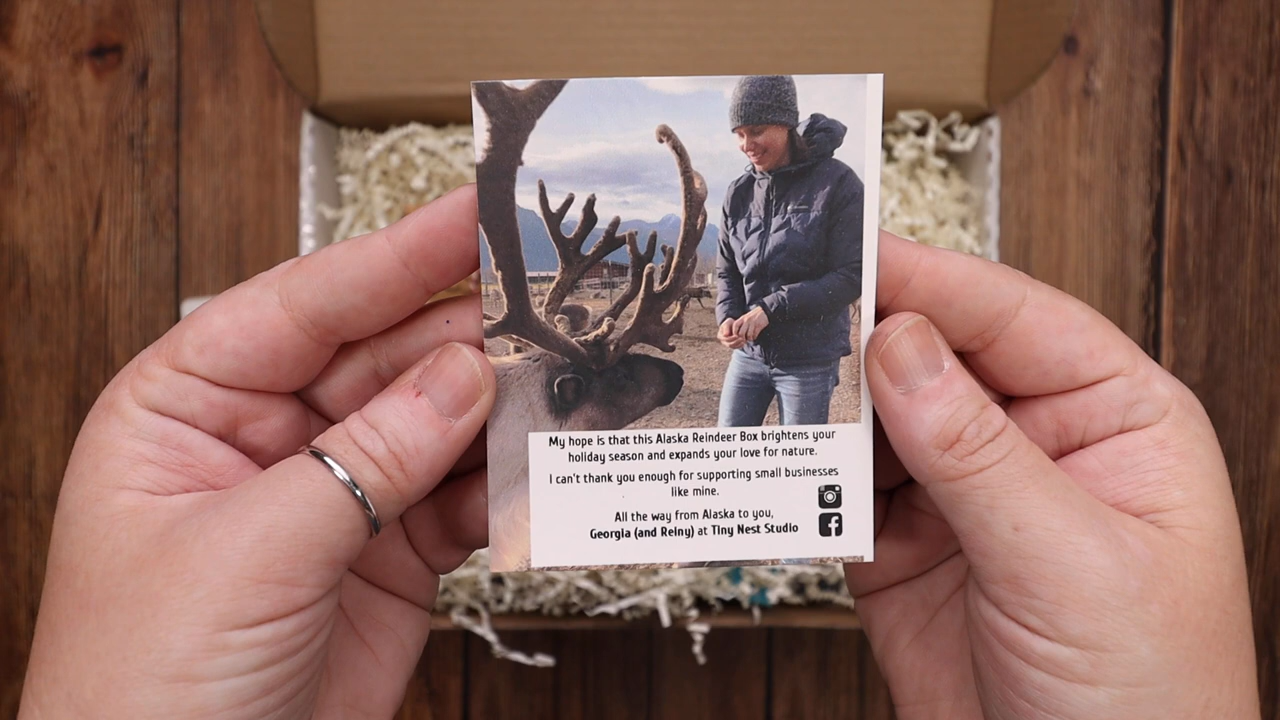 My hope is that this Alaska Reindeer Box brightens your
holiday season and expands your love for nature.
I can't thank you enough for supporting small businesses
like mine.
All the way from Alaska to you,
Georgia (and Reiny) at Tiny Nest Studio